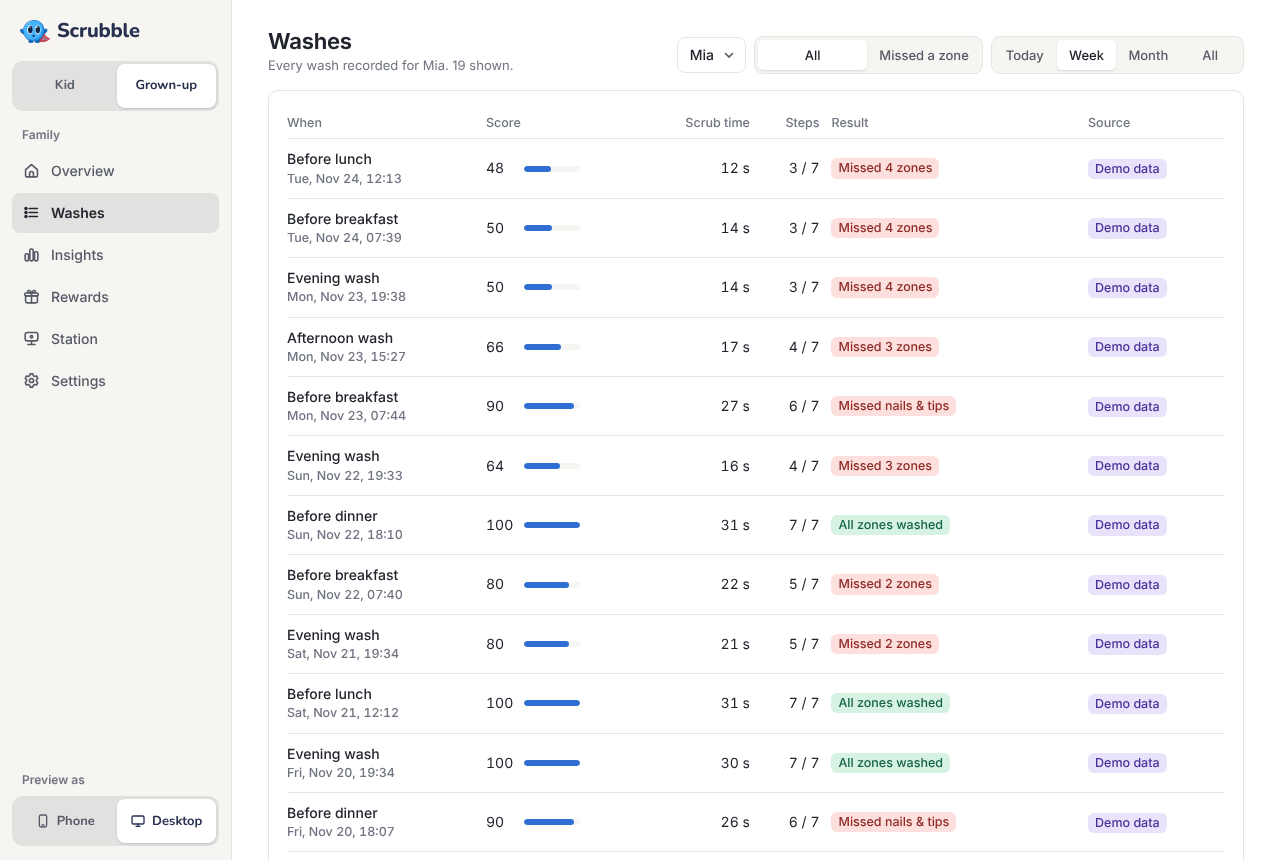 Scrubble
Kid
Grown-up
Family
Overview
Washes
Insights
Rewards
Station
Settings
Preview as
Phone
Desktop
Washes
Every wash recorded for Mia. 19 shown.
Mia
All
Missed a zone
Today
Week
Month
All
When Score Scrub time Steps Result Source
Before lunch
Tue, Nov 24, 12:13
48 12 s 3 / 7 Missed 4 zones Demo data
Before breakfast
Tue, Nov 24, 07:39
50 14 s 3 / 7 Missed 4 zones Demo data
Evening wash
Mon, Nov 23, 19:38
50 14 s 3 / 7 Missed 4 zones Demo data
Afternoon wash
Mon, Nov 23, 15:27
66 17 s 4 / 7 Missed 3 zones Demo data
Before breakfast
Mon, Nov 23, 07:44
90 27 s 6 / 7 Missed nails & tips Demo data
Evening wash
Sun, Nov 22, 19:33
64 16 s 4 / 7 Missed 3 zones Demo data
Before dinner
Sun, Nov 22, 18:10
100 31 s 7 / 7 All zones washed Demo data
Before breakfast
Sun, Nov 22, 07:40
80 22 s 5 / 7 Missed 2 zones Demo data
Evening wash
Sat, Nov 21, 19:34
80 21 s 5 / 7 Missed 2 zones Demo data
Before lunch
Sat, Nov 21, 12:12
100 31 s 7 / 7 All zones washed Demo data
Evening wash
Fri, Nov 20, 19:34
100 30 s 7 / 7 All zones washed Demo data
Before dinner
Fri, Nov 20, 18:07
90 26 s 6 / 7 Missed nails & tips Demo data